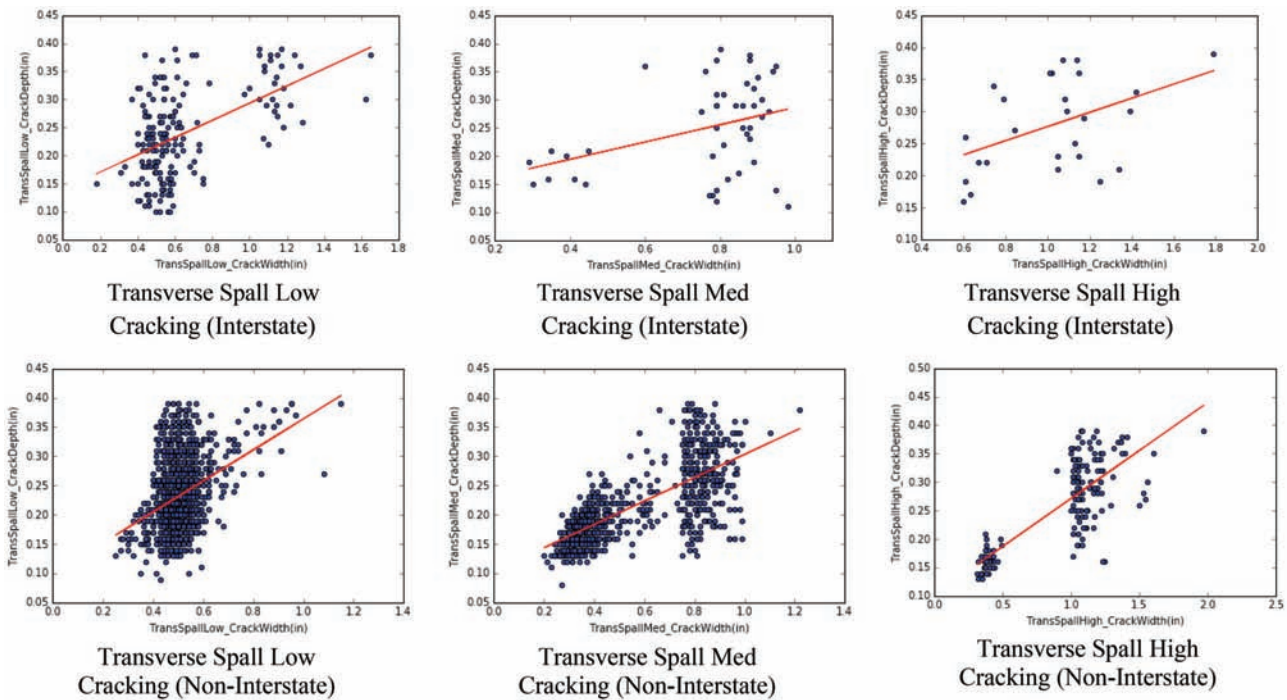 0.45
0.40
0.35
0.30
0.25
0.20
0.15
0.10
0.05
TransSpallLow_CrackDepth(in)
0.0 0.2 0.4 0.6 0.8 1.0 1.2 1.4 1.6 1.8
TransSpallLow_CrackWidth(in)
Transverse Spall Low
Cracking (Interstate)
0.45
0.40
0.35
0.30
0.25
0.20
0.15
0.10
0.05
TransSpallMed_CrackDepth(in)
0.2 0.4 0.6 0.8 1.0
TransSpallMed_CrackWidth(in)
Transverse Spall Med
Cracking (Interstate)
0.45
0.40
0.35
0.30
0.25
0.20
0.15
0.10
TransSpallHigh_CrackDepth(in)
0.4 0.6 0.8 1.0 1.2 1.4 1.6 1.8 2.0
TransSpallHigh_CrackWidth(in)
Transverse Spall High
Cracking (Interstate)
0.45
0.40
0.35
0.30
0.25
0.20
0.15
0.10
0.05
TransSpallLow_CrackDepth(in)
0.0 0.2 0.4 0.6 0.8 1.0 1.2 1.4
TransSpallLow_CrackWidth(in)
Transverse Spall Low
Cracking (Non-Interstate)
0.45
0.40
0.35
0.30
0.25
0.20
0.15
0.10
0.05
TransSpallMed_CrackDepth(in)
0.0 0.2 0.4 0.6 0.8 1.0 1.2 1.4
TransSpallMed_CrackWidth(in)
Transverse Spall Med
Cracking (Non-Interstate)
0.50
0.45
0.40
0.35
0.30
0.25
0.20
0.15
0.10
TransSpallHigh_CrackDepth(in)
0.0 0.5 1.0 1.5 2.0 2.5
TransSpallHigh_CrackWidth(in)
Transverse Spall High
Cracking (Non-Interstate)